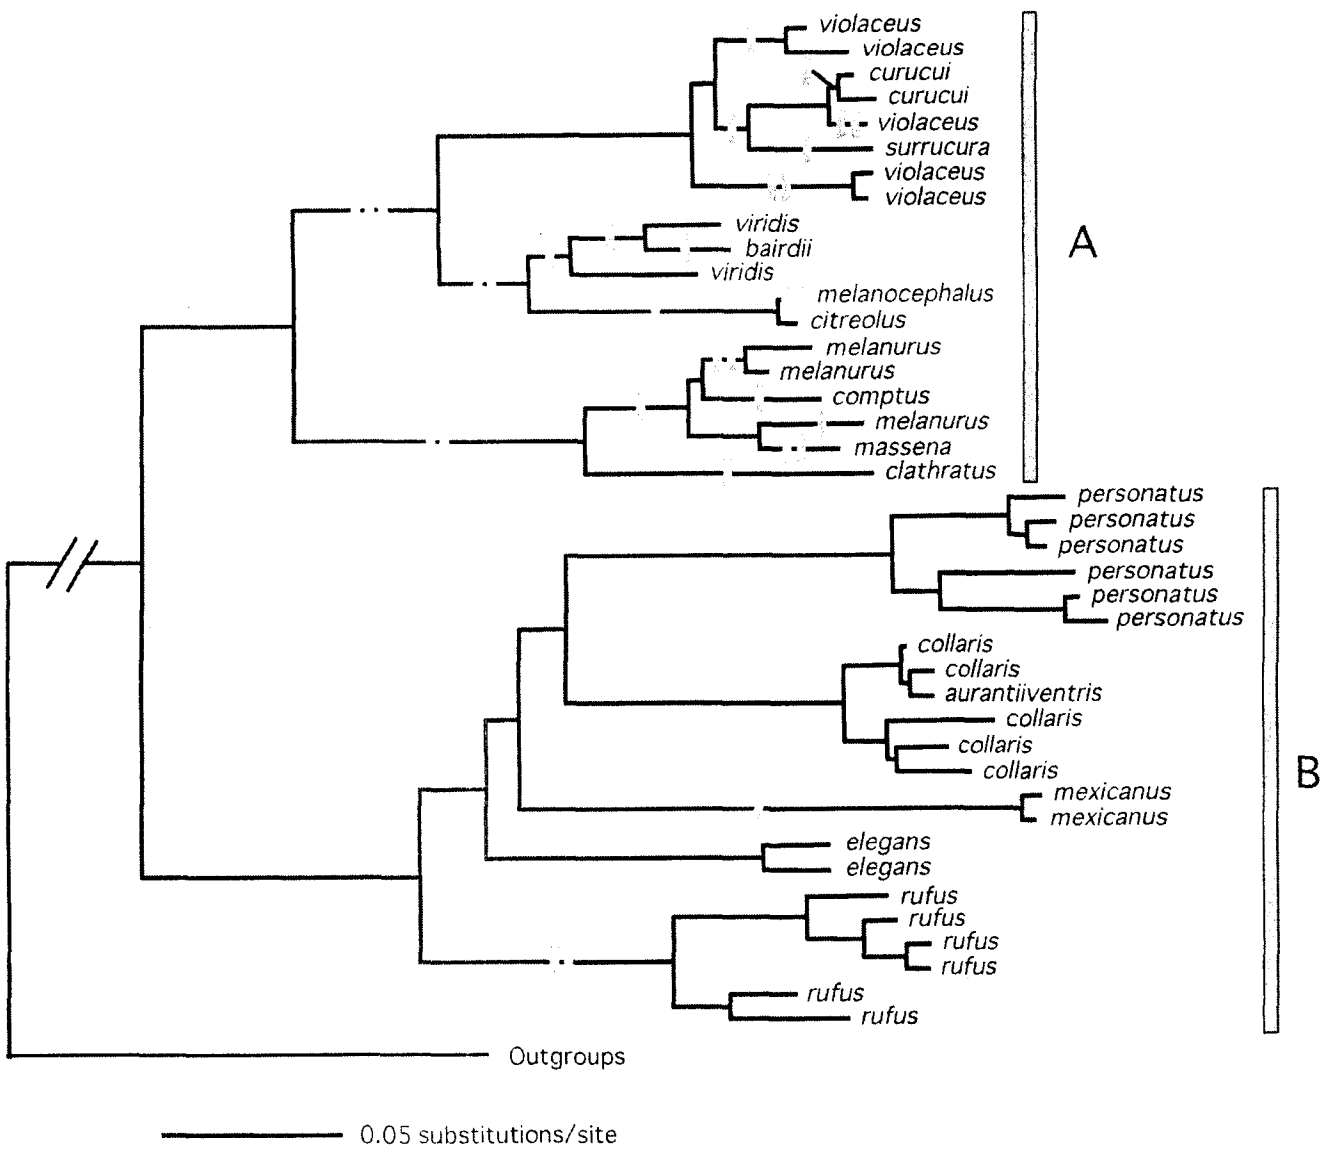 violaceus
violaceus
curucui
curucui
violaceus
surrucura
violaceus
violaceus
viridis
bairdii
viridis
A
melanocephalus
citreolus
melanurus
melanurus
comptus
melanurus
massena
clathratus
personatus
personatus
personatus
personatus
personatus
personatus
collaris
collaris
aurantiiventris
collaris
collaris
collaris
B
mexicanus
mexicanus
elegans
elegans
rufus
rufus
rufus
rufus
rufus
rufus
Outgroups
0.05 substitutions/site